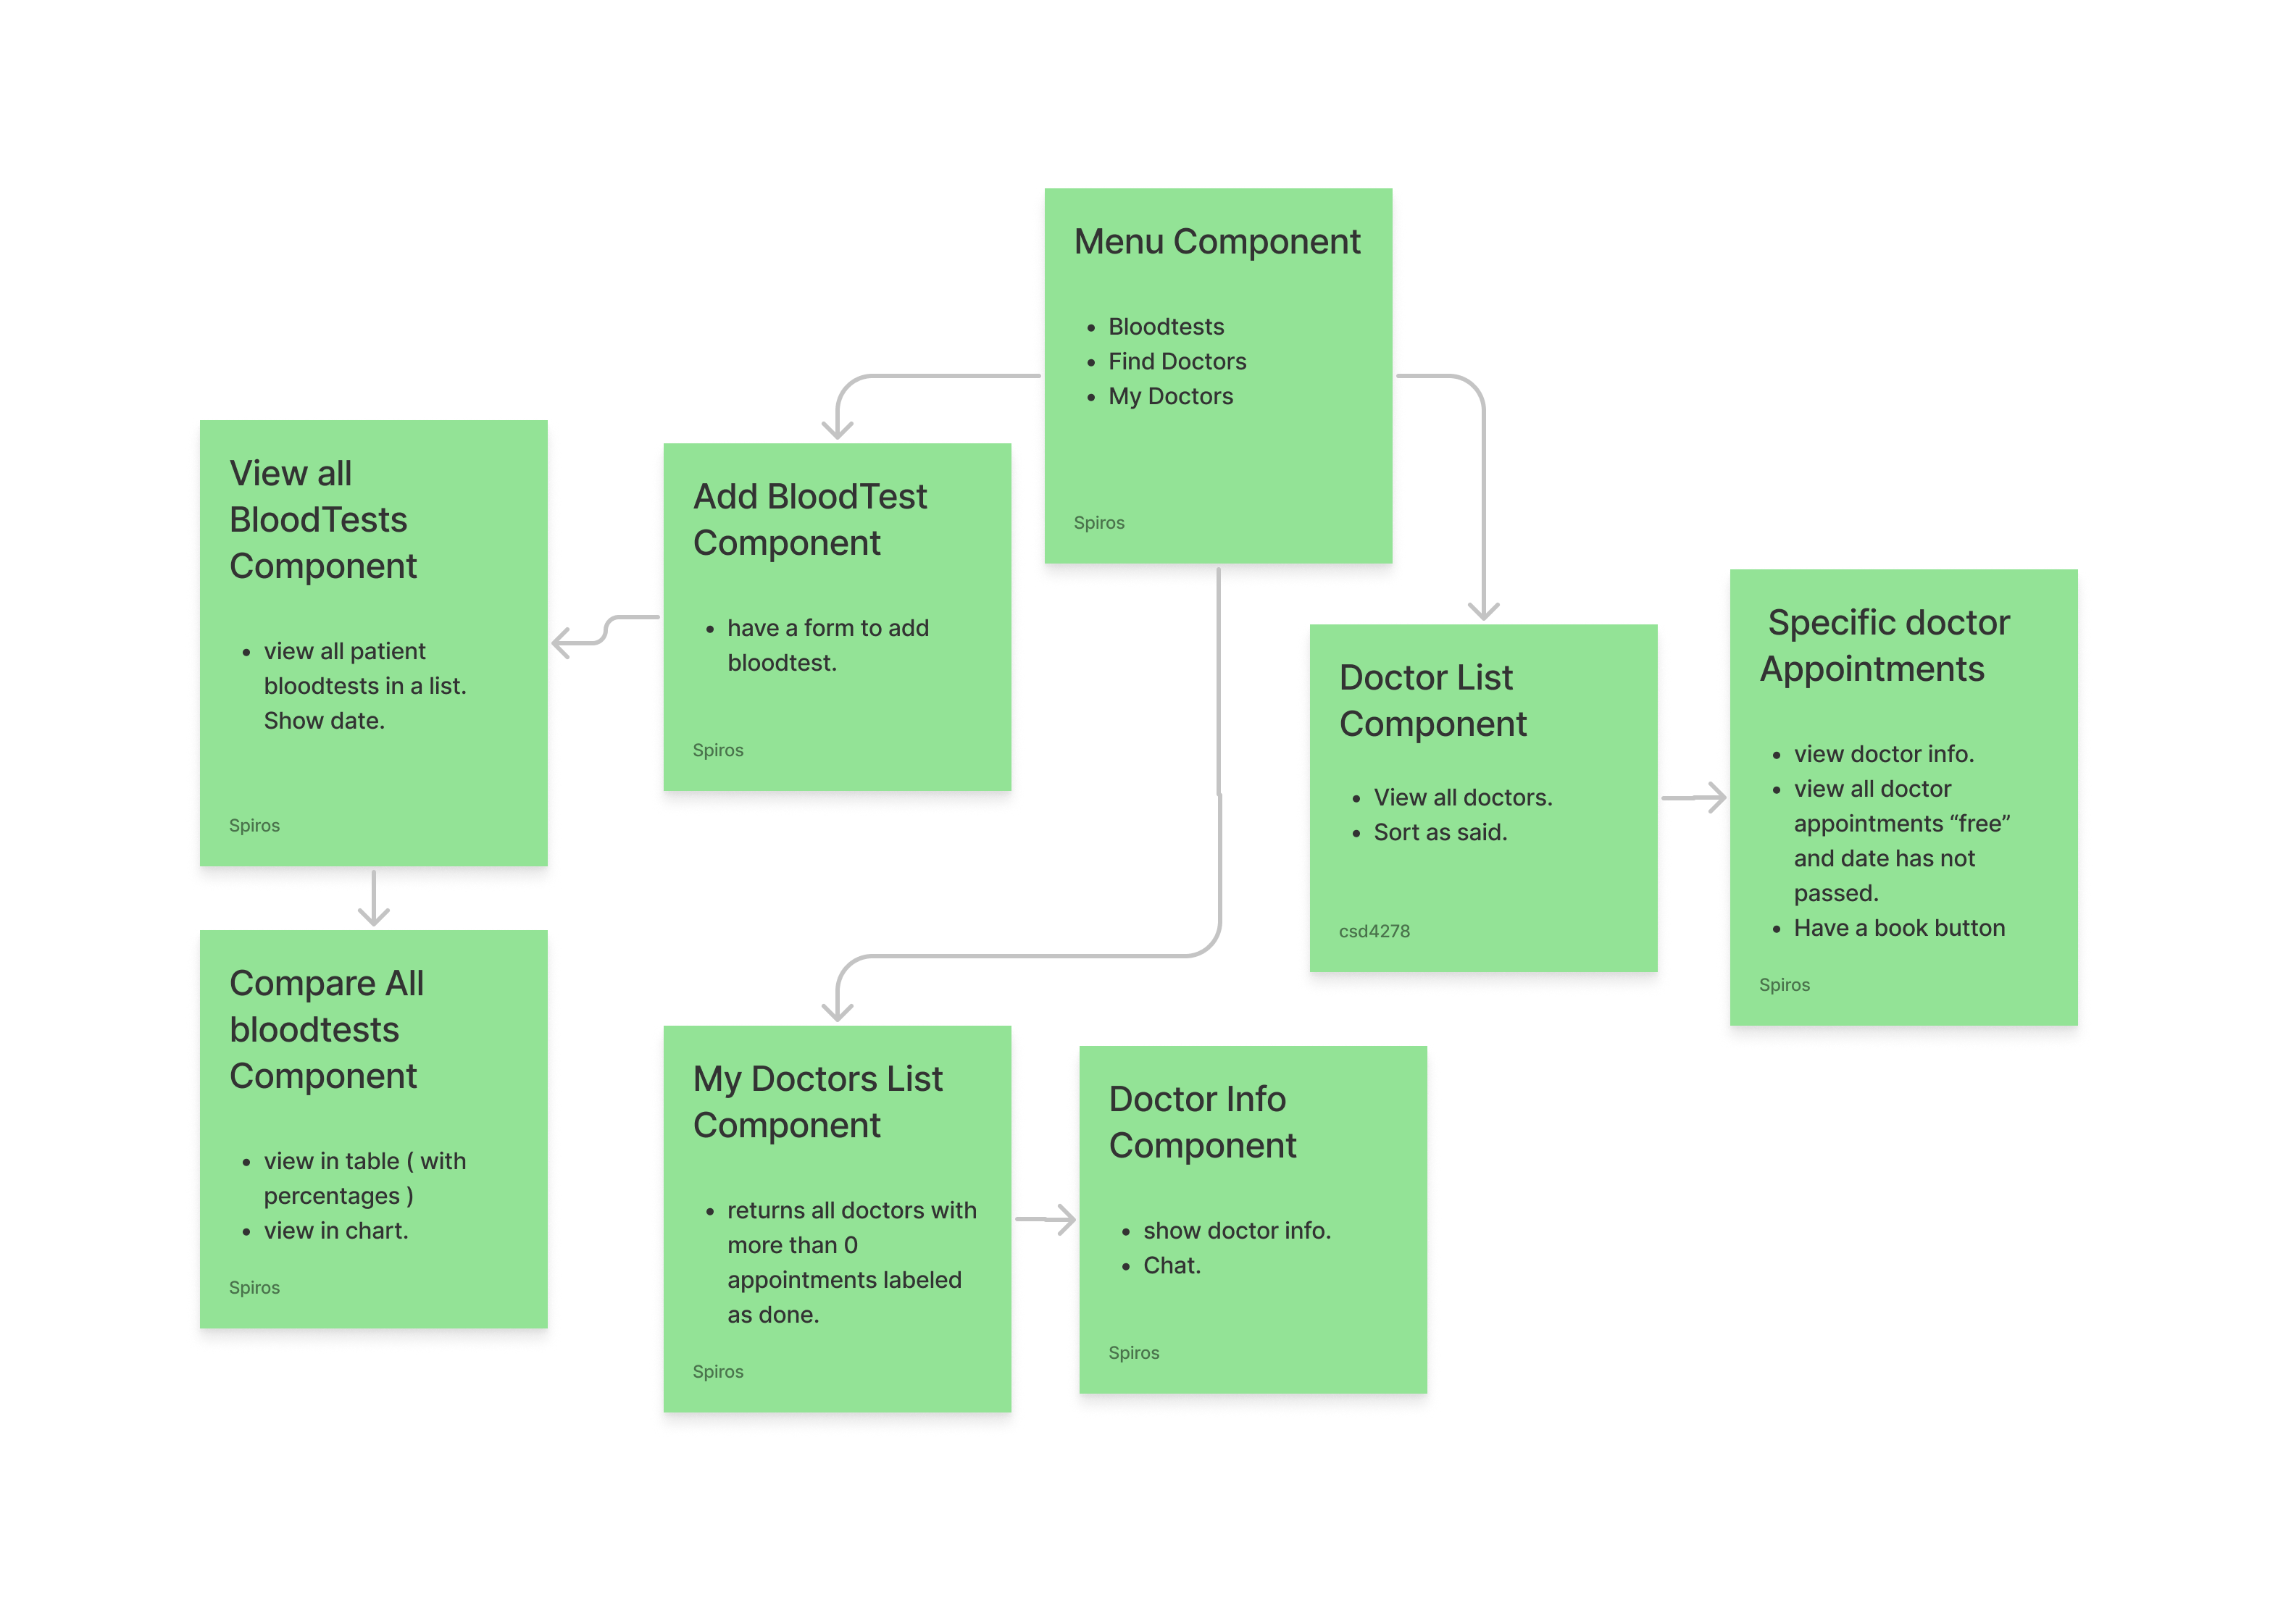 Menu Component
Bloodtests
Find Doctors
My Doctors
Spiros
View all
BloodTests
Component
view all patient
bloodtests in a list.
Show date.
Spiros
Add BloodTest
Component
have a form to add
bloodtest.
Spiros
Doctor List
Component
View all doctors.
Sort as said.
csd4278
Specific doctor
Appointments
view doctor info.
view all doctor
appointments “free”
and date has not
passed.
Have a book button
Spiros
Compare All
bloodtests
Component
view in table ( with
percentages )
view in chart.
Spiros
My Doctors List
Component
returns all doctors with
more than 0
appointments labeled
as done.
Spiros
Doctor Info
Component
show doctor info.
Chat.
Spiros